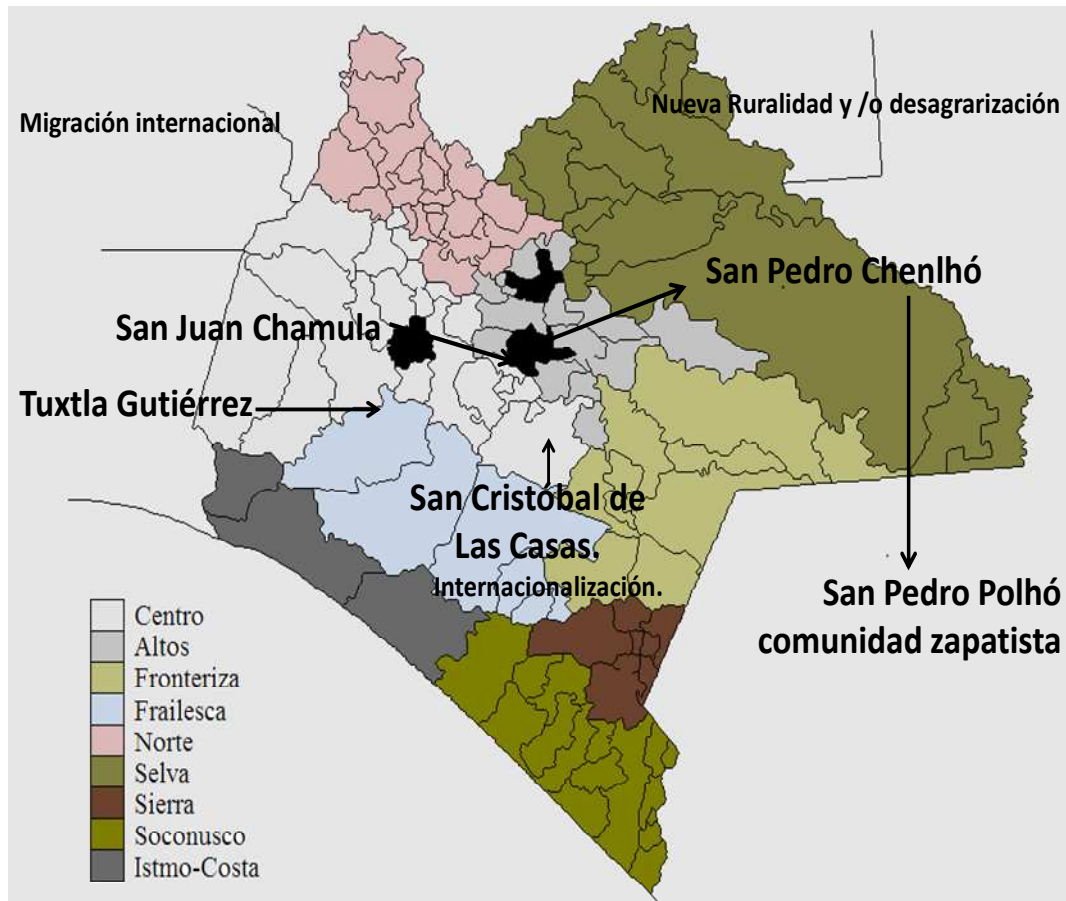 Migración internacional
Nueva Ruralidad y /o desagrarización
San Pedro Chenlhó
San Juan Chamula
Tuxtla Gutiérrez
San Cristóbal de
Las Casas.
Internacionalización.
San Pedro Polhó
comunidad zapatista
Centro
Altos
Fronteriza
Frailesca
Norte
Selva
Sierra
Soconusco
Istmo-Costa